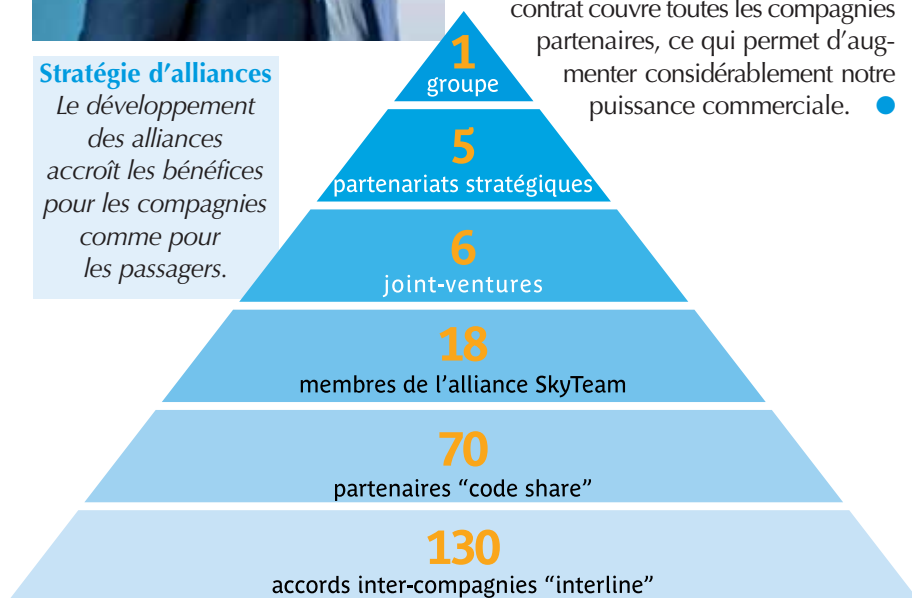 contrat couvre toutes les compagnies
partenaires, ce qui permet d'aug-
menter considérablement notre
puissance commerciale.
Stratégie d'alliances
Le développement
des alliances
accroît les bénéfices
pour les compagnies
comme pour
les passagers.
1
groupe
5
partenariats stratégiques
6
joint-ventures
18
membres de l'alliance SkyTeam
70
partenaires “code share”
130
accords inter-compagnies “interline”